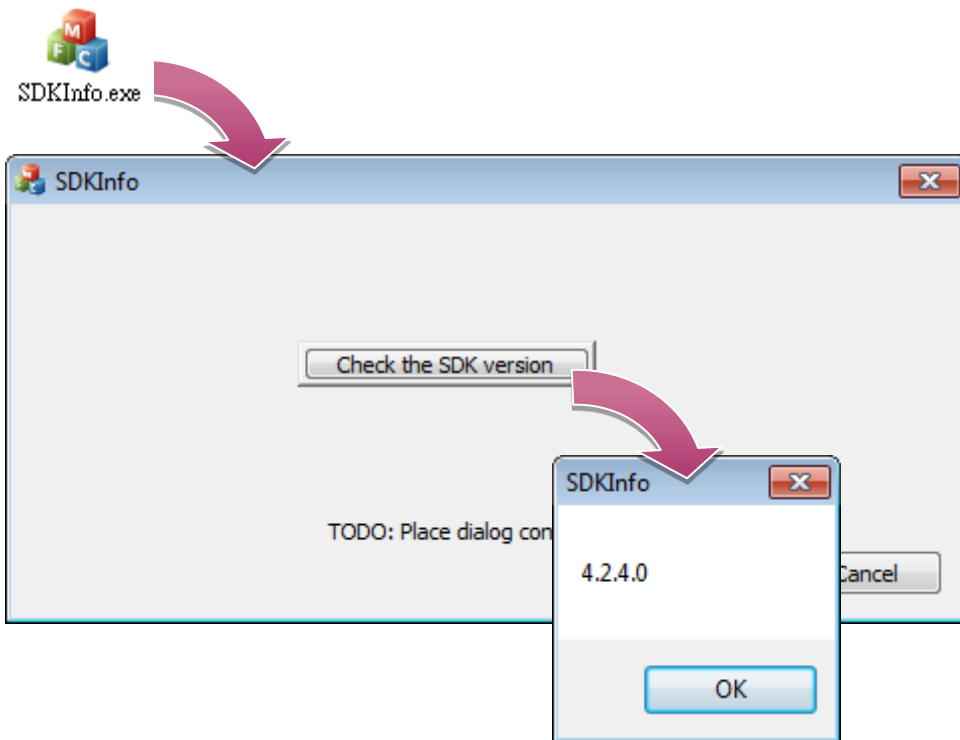 M
F C
SDKInfo.exe
SDKInfo
Check the SDK version
TODO: Place dialog con
SDKInfo
4.2.4.0
Cancel
OK